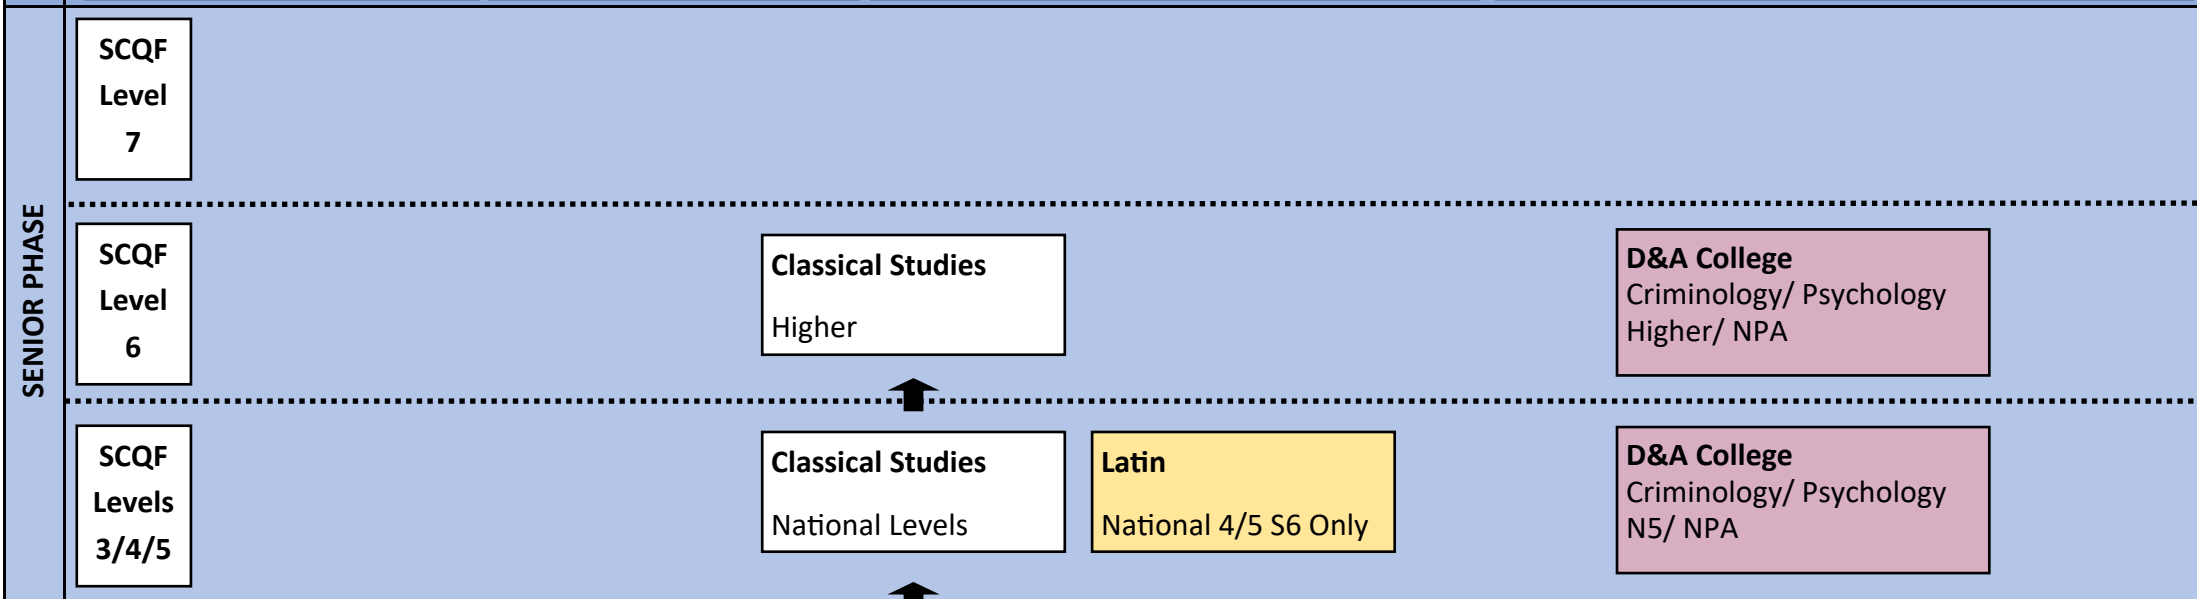 SENIOR PHASE
SCQF
Level
7
SCQF
Level
6
Classical Studies
Higher
D&A College
Criminology/ Psychology
Higher/ NPA
SCQF
Levels
3/4/5
Classical Studies
National Levels
Latin
National 4/5 S6 Only
D&A College
Criminology/ Psychology
N5/ NPA